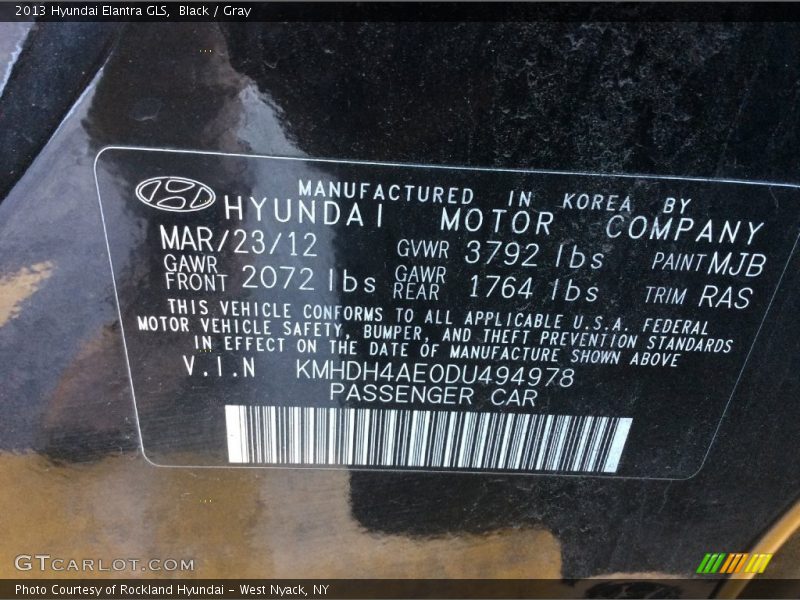 2013 Hyundai Elantra GLS, Black / Gray
MANUFACTURED IN KOREA BY
HYUNDAI MOTOR COMPANY
MAR/23/12 GVWR 3792 lbs PAINT MJB
GAWR FRONT 2072 lbs GAWR REAR 1764 lbs TRIM RAS
THIS VEHICLE CONFORMS TO ALL APPLICABLE U.S.A. FEDERAL
MOTOR VEHICLE SAFETY, BUMPER, AND THEFT PREVENTION STANDARDS
IN EFFECT ON THE DATE OF MANUFACTURE SHOWN ABOVE
V.I.N KMHDH4AE0DU494978
PASSENGER CAR
GTCARLOT.COM
Photo Courtesy of Rockland Hyundai - West Nyack, NY